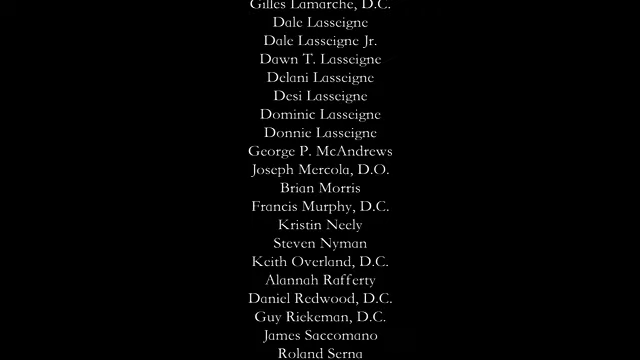 Gilles Lamarche, D.C.
Dale Lasseigne
Dale Lasseigne Jr.
Dawn T. Lasseigne
Delani Lasseigne
Desi Lasseigne
Dominic Lasseigne
Donnie Lasseigne
George P. McAndrews
Joseph Mercola, D.O.
Brian Morris
Francis Murphy, D.C.
Kristin Neely
Steven Nyman
Keith Overland, D.C.
Alannah Rafferty
Daniel Redwood, D.C.
Guy Riekeman, D.C.
James Saccomano
Roland Serna